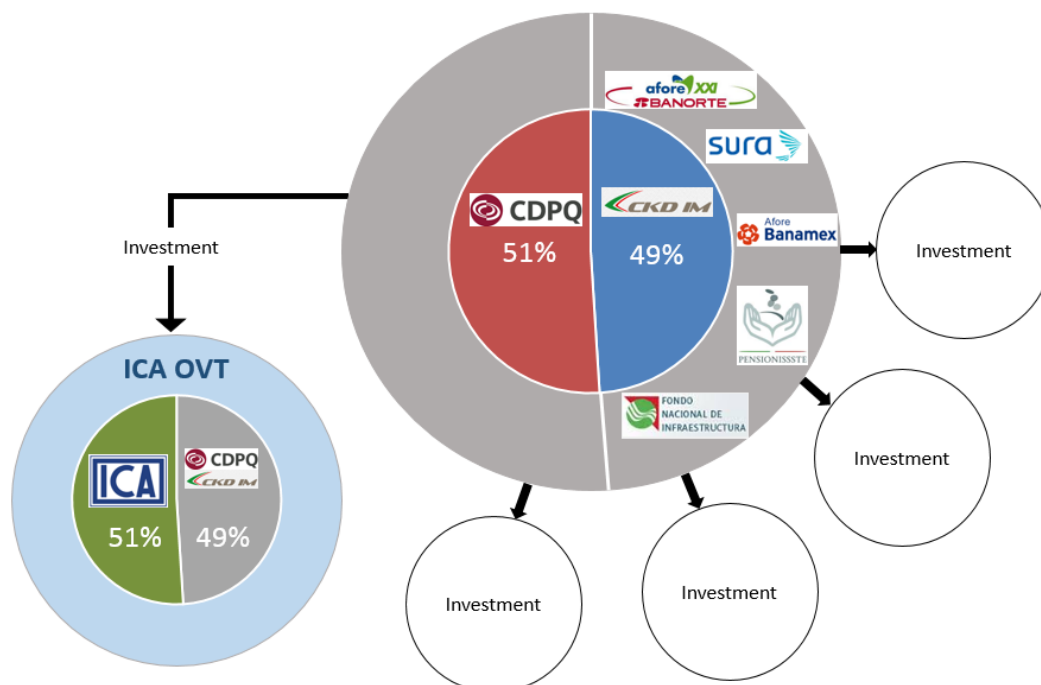 afore XXI
BANORTE
sura
CDPQ
CKD IM
51%
49%
Afore
Banamex
Investment
Investment
PENSIONISSSTE
ICA OVT
FONDO
NACIONAL DE
INFRAESTRUCTURA
ICA
CDPQ
CKD IM
51%
49%
Investment
Investment
Investment